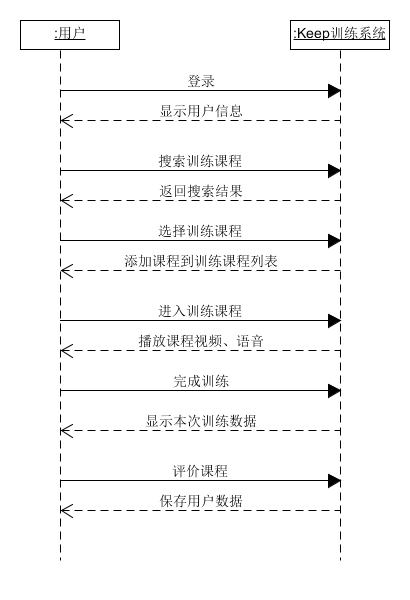 :用户
:Keep训练系统
登录
显示用户信息
搜索训练课程
返回搜索结果
选择训练课程
添加课程到训练课程列表
进入训练课程
播放课程视频、语音
完成训练
显示本次训练数据
评价课程
保存用户数据